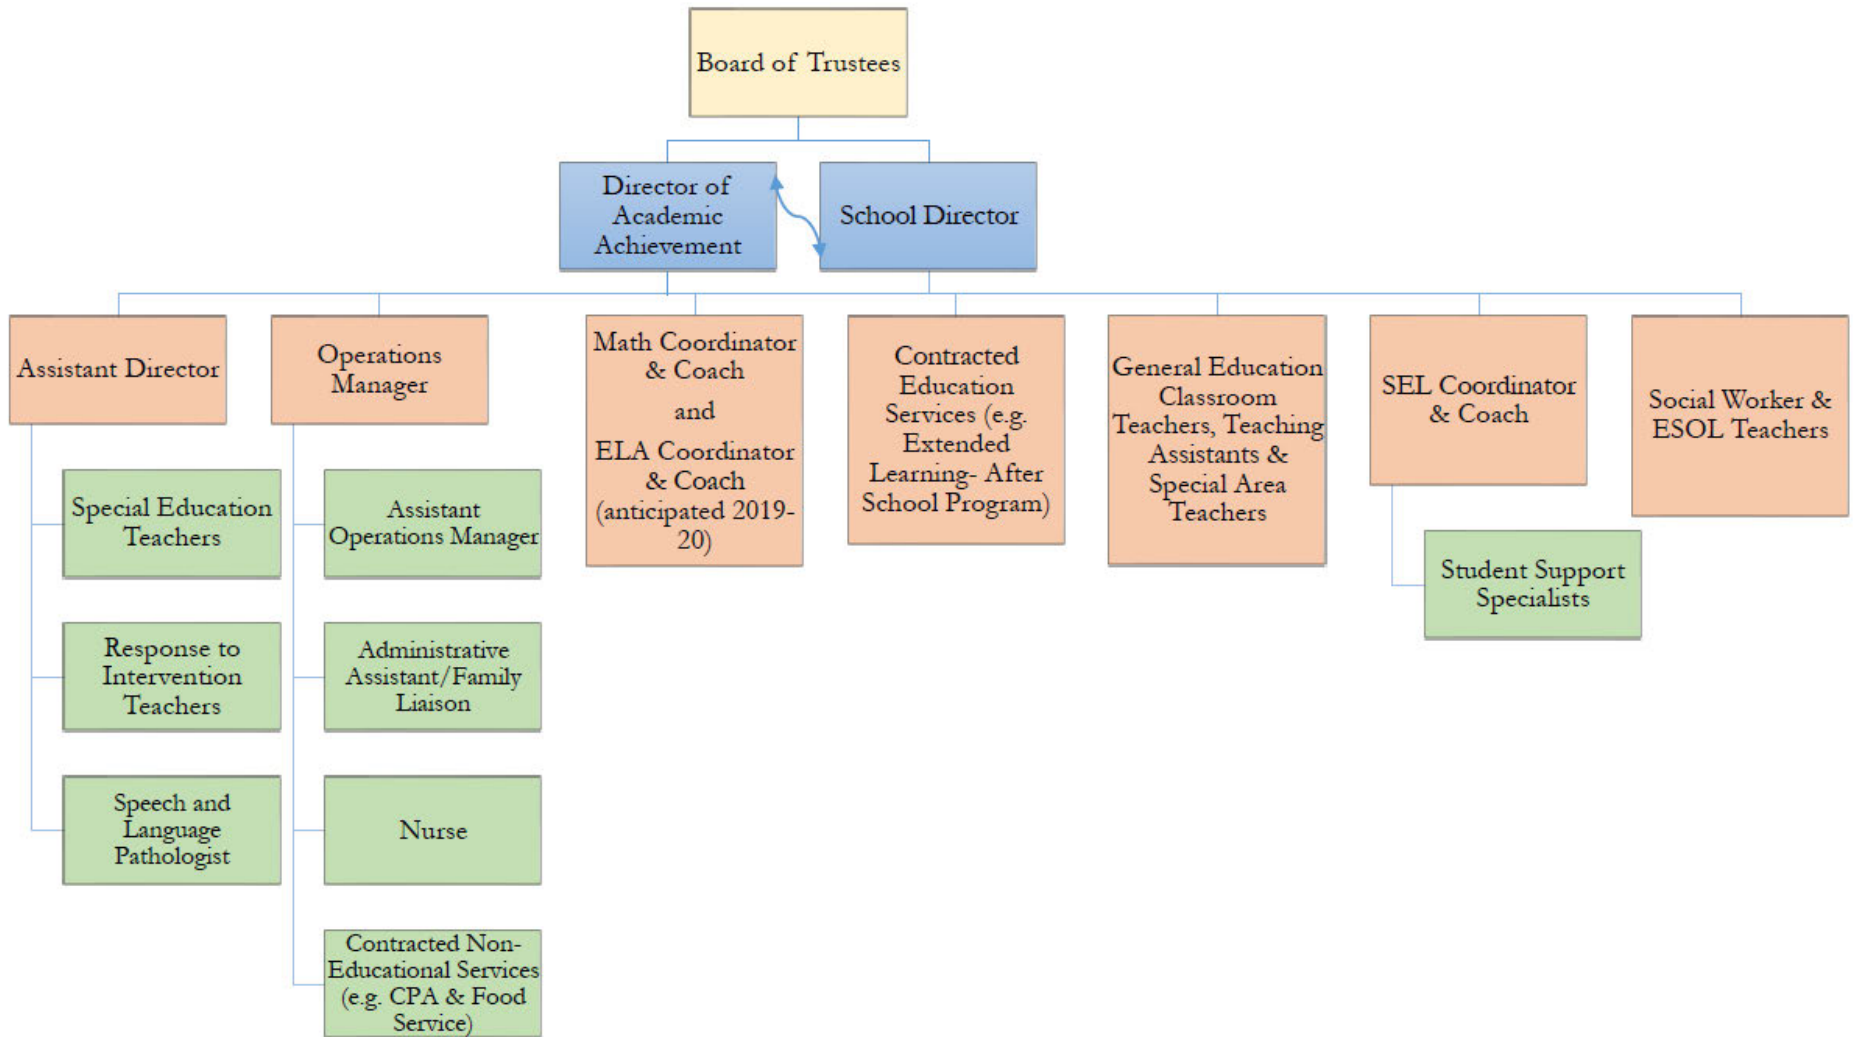 Board of Trustees
Director of
Academic
Achievement
School Director
Assistant Director
Operations
Manager
Math Coordinator
& Coach
and
ELA Coordinator
& Coach
(anticipated 2019-
20)
Contracted
Education
Services (e.g.
Extended
Learning- After
School Program)
General Education
Classroom
Teachers, Teaching
Assistants &
Special Area
Teachers
SEL Coordinator
& Coach
Social Worker &
ESOL Teachers
Special Education
Teachers
Response to
Intervention
Teachers
Speech and
Language
Pathologist
Assistant
Operations Manager
Administrative
Assistant/Family
Liaison
Nurse
Contracted Non-
Educational Services
(e.g. CPA & Food
Service)
Student Support
Specialists